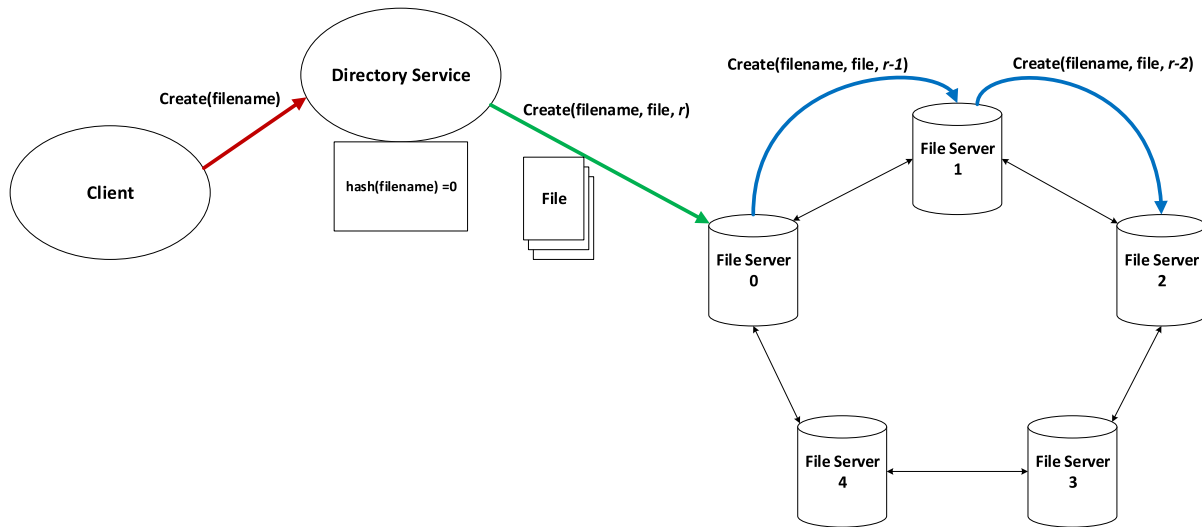 Client
Create(filename)
Directory Service
hash(filename) =0
Create(filename, file, r)
File
Create(filename, file, r-1)
Create(filename, file, r-2)
File Server
0
File Server
1
File Server
2
File Server
4
File Server
3